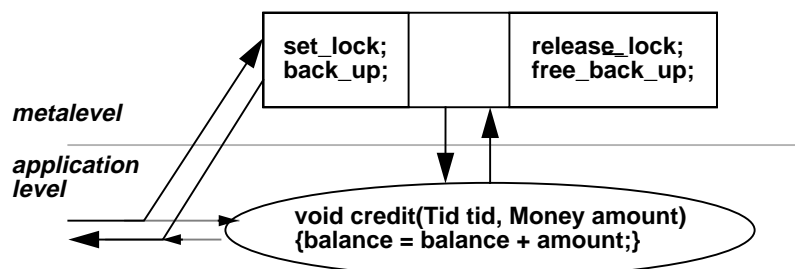 set_lock;
back_up;
release_lock;
free_back_up;
metalevel
application
level
void credit(Tid tid, Money amount)
{balance = balance + amount;}